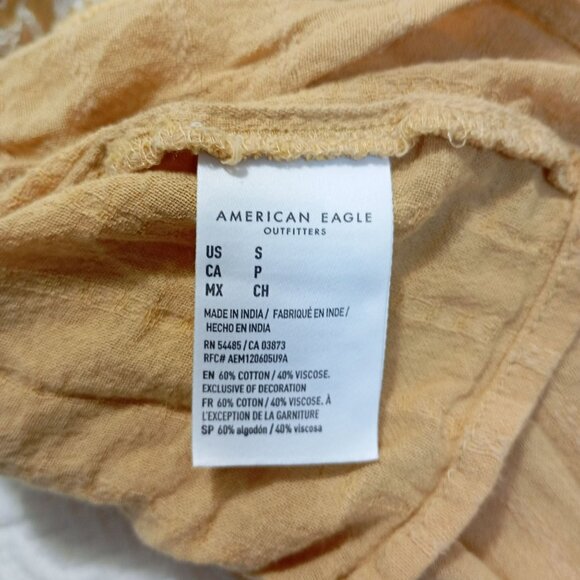 AMERICAN EAGLE
OUTFITTERS
US S
CA P
MX CH
MADE IN INDIA / FABRIQUÉ EN INDE /
HECHO EN INDIA
RN 54485 / CA 03873
RFC# AEM120605U9A
EN 60% COTTON / 40% VISCOSE.
EXCLUSIVE OF DECORATION
FR 60% COTON / 40% VISCOSE. À
L'EXCEPTION DE LA GARNITURE
SP 60% algodón / 40% viscosa